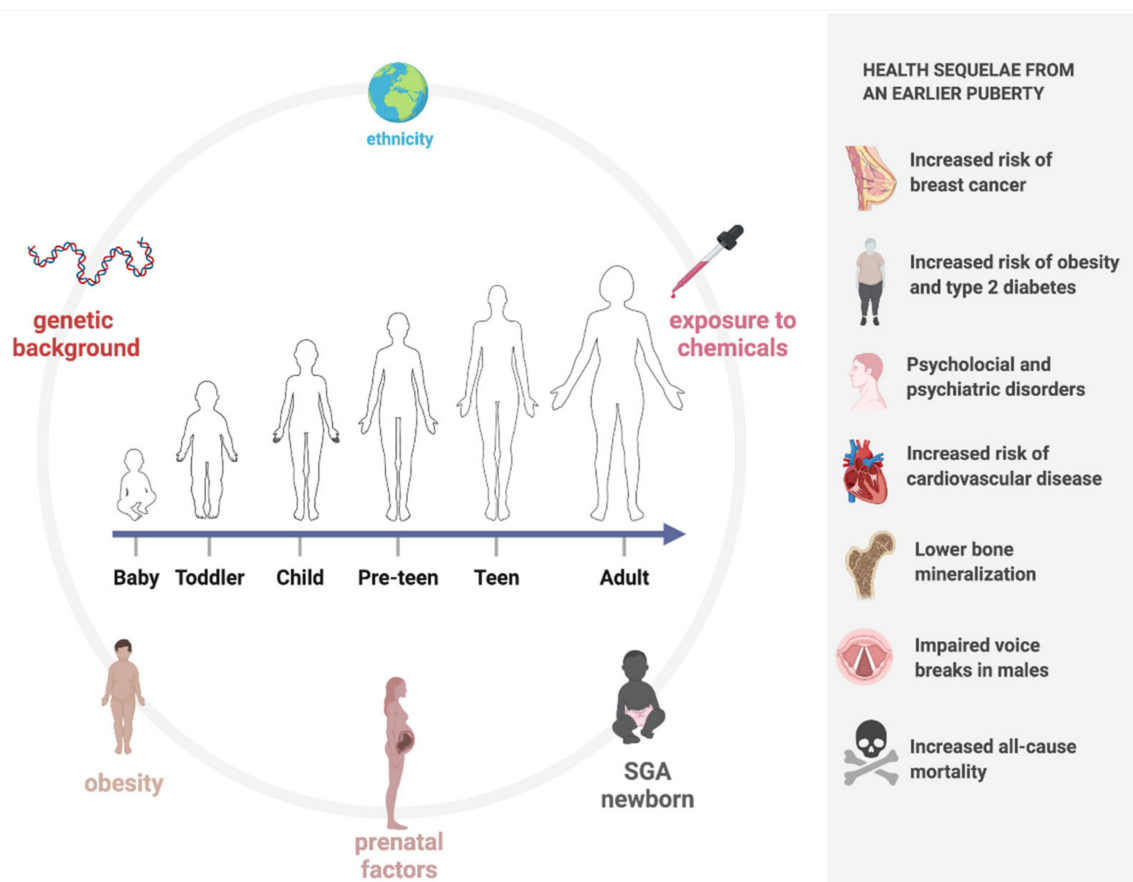 ethnicity
genetic
background
exposure to
chemicals
Baby Toddler Child Pre-teen Teen Adult
obesity
prenatal
factors
SGA
newborn
HEALTH SEQUELAE FROM
AN EARLIER PUBERTY
Increased risk of
breast cancer
Increased risk of obesity
and type 2 diabetes
Psycholocial and
psychiatric disorders
Increased risk of
cardiovascular disease
Lower bone
mineralization
Impaired voice
breaks in males
Increased all-cause
mortality